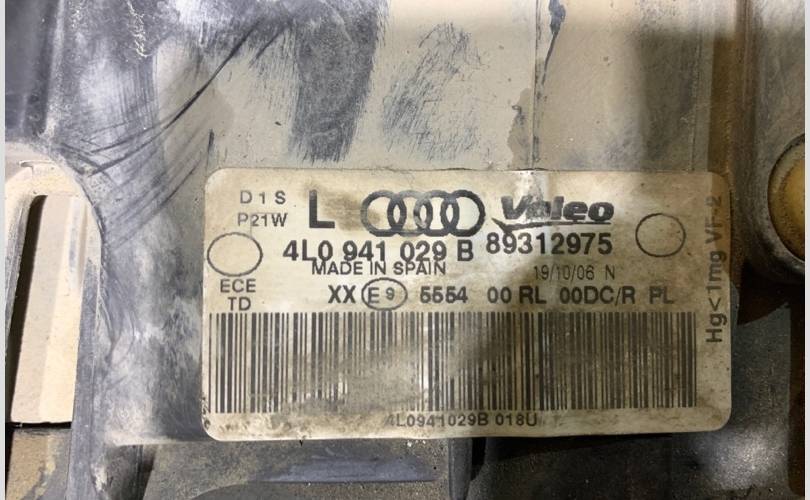 D1S
P21W
L
Valeo
4L0 941 029 B 89312975
MADE IN SPAIN
19/10/06 N
ECE
TD
XX E9 5554 00 RL 00DC/R PL
Hg<1mg VF-2
4L0941029B 018U